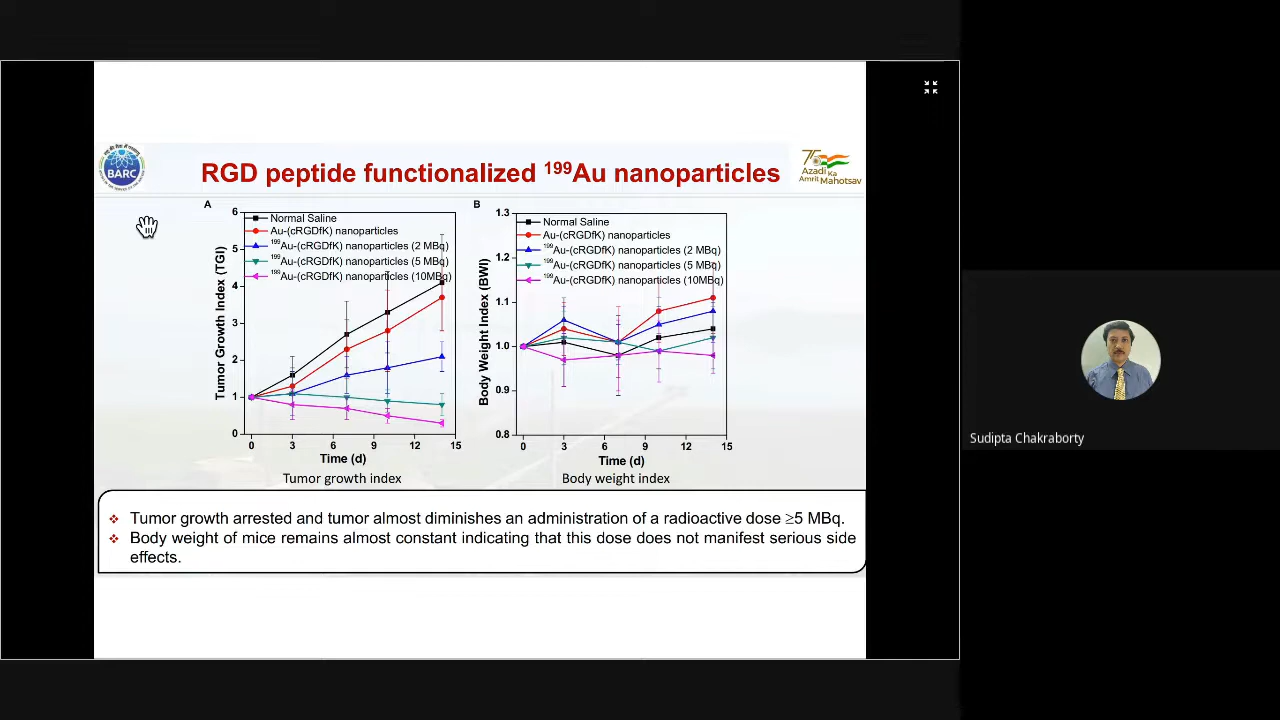 BARC
RGD peptide functionalized ¹⁹⁹Au nanoparticles
75
Azadi
Ka
Amrit Mahotsav
A
Tumor Growth Index (TGI)
6
5
4
3
2
1
0
Normal Saline
Au-(cRGDfK) nanoparticles
¹⁹⁹Au-(cRGDfK) nanoparticles (2 MBq)
¹⁹⁹Au-(cRGDfK) nanoparticles (5 MBq)
¹⁹⁹Au-(cRGDfK) nanoparticles (10MBq)
0 3 6 9 12 15
Time (d)
Tumor growth index
B
Body Weight Index (BWI)
1.3
1.2
1.1
1.0
0.9
0.8
Normal Saline
Au-(cRGDfK) nanoparticles
¹⁹⁹Au-(cRGDfK) nanoparticles (2 MBq)
¹⁹⁹Au-(cRGDfK) nanoparticles (5 MBq)
¹⁹⁹Au-(cRGDfK) nanoparticles (10MBq)
0 3 6 9 12 15
Time (d)
Body weight index
❖ Tumor growth arrested and tumor almost diminishes an administration of a radioactive dose ≥5 MBq.
❖ Body weight of mice remains almost constant indicating that this dose does not manifest serious side
effects.
Sudipta Chakraborty